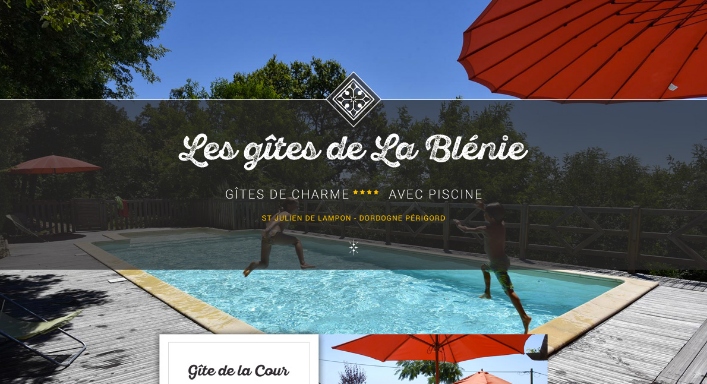 Les gîtes de La Blénie
GÎTES DE CHARME **** AVEC PISCINE
ST JULIEN DE LAMPON - DORDOGNE PÉRIGORD
Gîte de la Cour